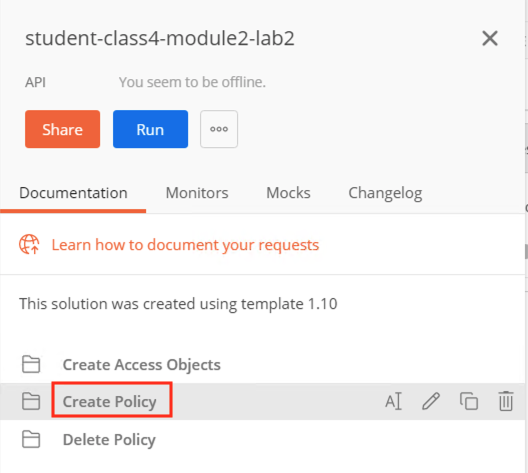 student-class4-module2-lab2
API You seem to be offline.
Share Run
Documentation Monitors Mocks Changelog
Learn how to document your requests
This solution was created using template 1.10
Create Access Objects
Create Policy
Delete Policy